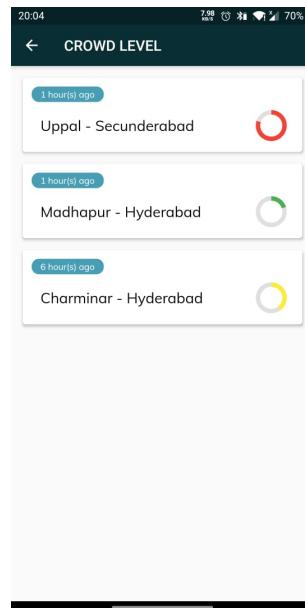 20:04
7.98
KB/S
70%
CROWD LEVEL
1 hour(s) ago
Uppal - Secunderabad
1 hour(s) ago
Madhapur - Hyderabad
6 hour(s) ago
Charminar - Hyderabad